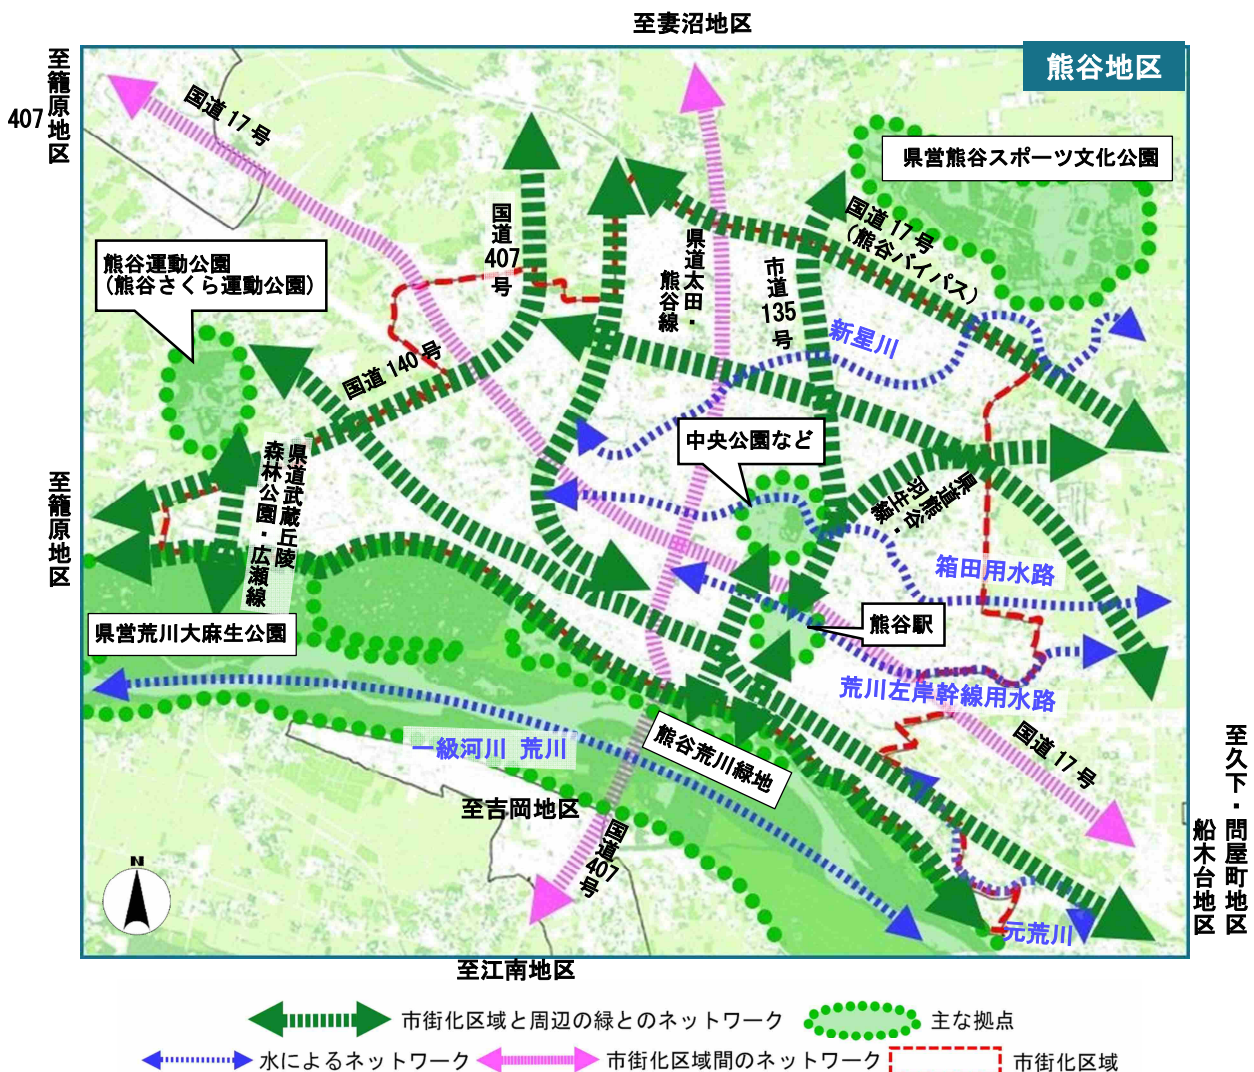 至妻沼地区
熊谷地区
至籠原地区
407
国道17号
県営熊谷スポーツ文化公園
国道17号
(熊谷バイパス)
国道407号
県道太田・
熊谷線
市道135号
熊谷運動公園
(熊谷さくら運動公園)
新星川
国道140号
中央公園など
県道武蔵丘陵
森林公園・広瀬線
県道熊谷・
羽生線
至籠原地区
箱田用水路
県営荒川大麻生公園
熊谷駅
荒川左岸幹線用水路
熊谷荒川緑地
一級河川 荒川
国道17号
至吉岡地区
国道407号
至久下・問屋町地区
船木台地区
N
元荒川
至江南地区
市街化区域と周辺の緑とのネットワーク
主な拠点
水によるネットワーク
市街化区域間のネットワーク
市街化区域